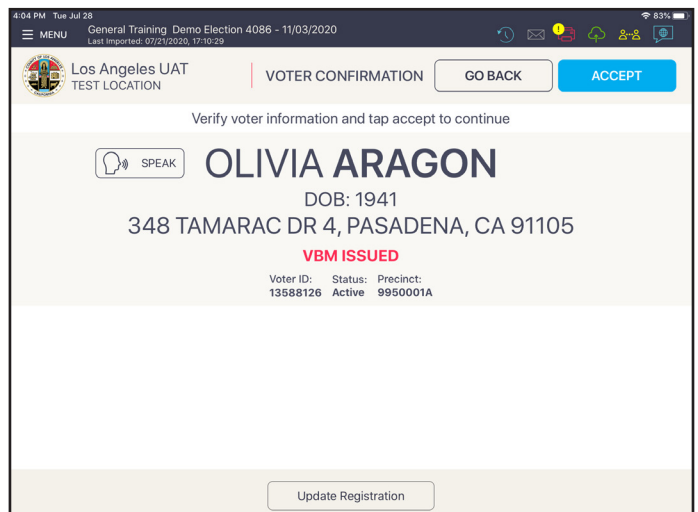 4:04 PM Tue Jul 28
83%
MENU
General Training Demo Election 4086 - 11/03/2020
Last Imported: 07/21/2020, 17:10:29
Los Angeles UAT
TEST LOCATION
VOTER CONFIRMATION
GO BACK
ACCEPT
Verify voter information and tap accept to continue
SPEAK
OLIVIA ARAGON
DOB: 1941
348 TAMARAC DR 4, PASADENA, CA 91105
VBM ISSUED
Voter ID: Status: Precinct:
13588126 Active 9950001A
Update Registration